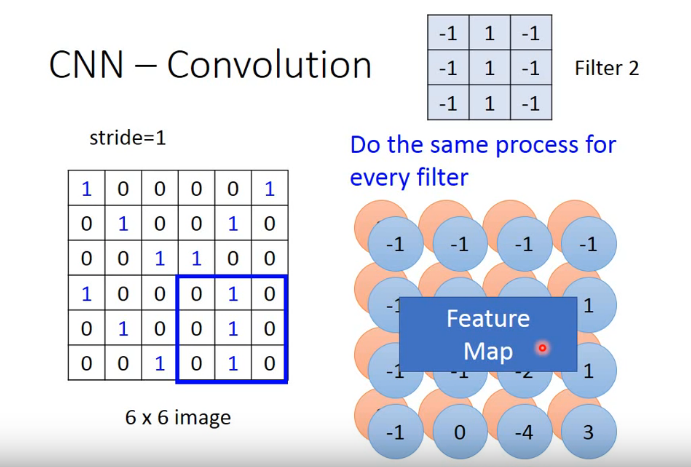 CNN – Convolution
-1 1 -1
-1 1 -1
-1 1 -1
Filter 2
stride=1
Do the same process for
every filter
1 0 0 0 0 1
0 1 0 0 1 0
0 0 1 1 0 0
1 0 0 0 1 0
0 1 0 0 1 0
0 0 1 0 1 0
6 x 6 image
-1 -1 -1 -1
-1 1
Feature
Map
-1 -1 -2 1
-1 0 -4 3